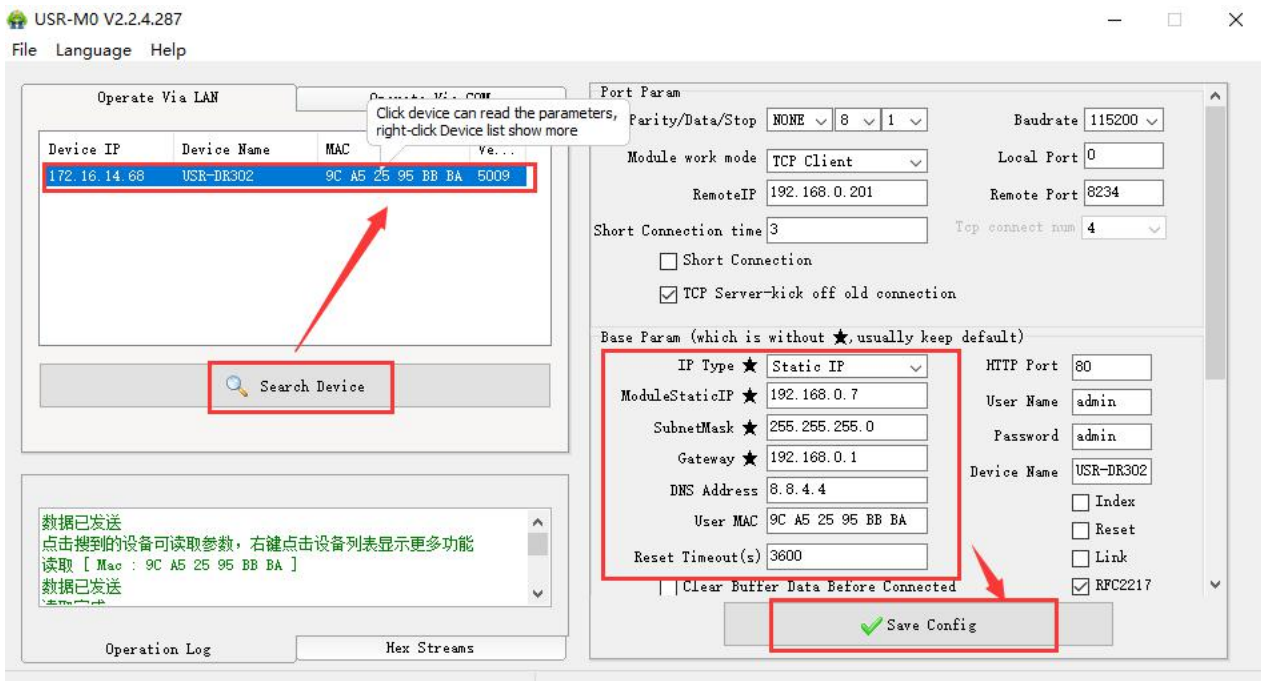 USR-M0 V2.2.4.287
File Language Help
Operate Via LAN
Operate Via COM
Click device can read the parameters,
right-click Device list show more
Device IP Device Name MAC Ve...
172.16.14.68 USR-DR302 9C A5 25 95 BB BA 5009
Search Device
数据已发送
点击搜到的设备可读取参数，右键点击设备列表显示更多功能
读取 [ Mac : 9C A5 25 95 BB BA ]
数据已发送
Operation Log Hex Streams
Port Param
Parity/Data/Stop NONE 8 1 Baudrate 115200
Module work mode TCP Client Local Port 0
RemoteIP 192.168.0.201 Remote Port 8234
Short Connection time 3 Tcp connect num 4
Short Connection
TCP Server-kick off old connection
Base Param (which is without ★,usually keep default)
IP Type ★ Static IP HTTP Port 80
ModuleStaticIP ★ 192.168.0.7 User Name admin
SubnetMask ★ 255.255.255.0 Password admin
Gateway ★ 192.168.0.1 Device Name USR-DR302
DNS Address 8.8.4.4 Index
User MAC 9C A5 25 95 BB BA Reset
Reset Timeout(s) 3600 Link
Clear Buffer Data Before Connected RFC2217
Save Config